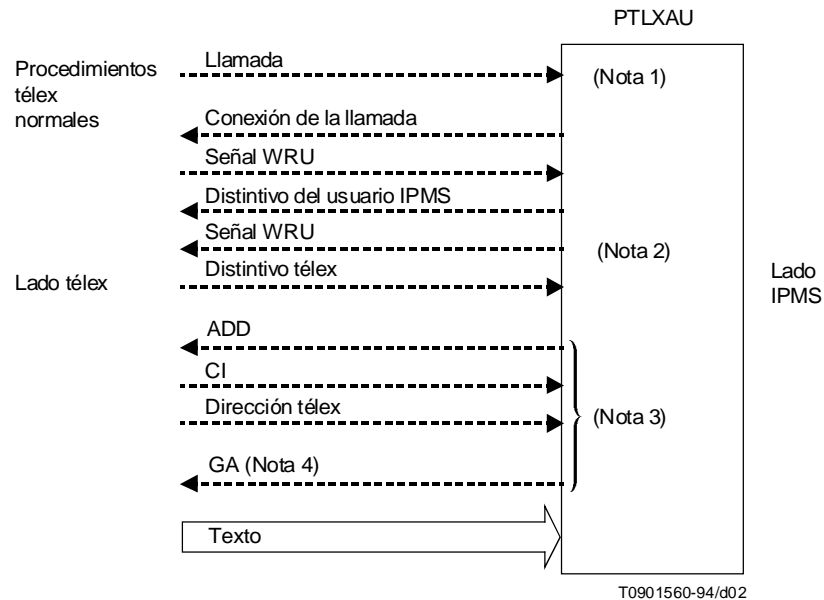 PTLXAU
Procedimientos
télex
normales
Llamada
(Nota 1)
Conexión de la llamada
Señal WRU
Distintivo del usuario IPMS
Señal WRU
(Nota 2)
Lado télex
Distintivo télex
Lado
IPMS
ADD
CI
Dirección télex
(Nota 3)
GA (Nota 4)
Texto
T0901560-94/d02